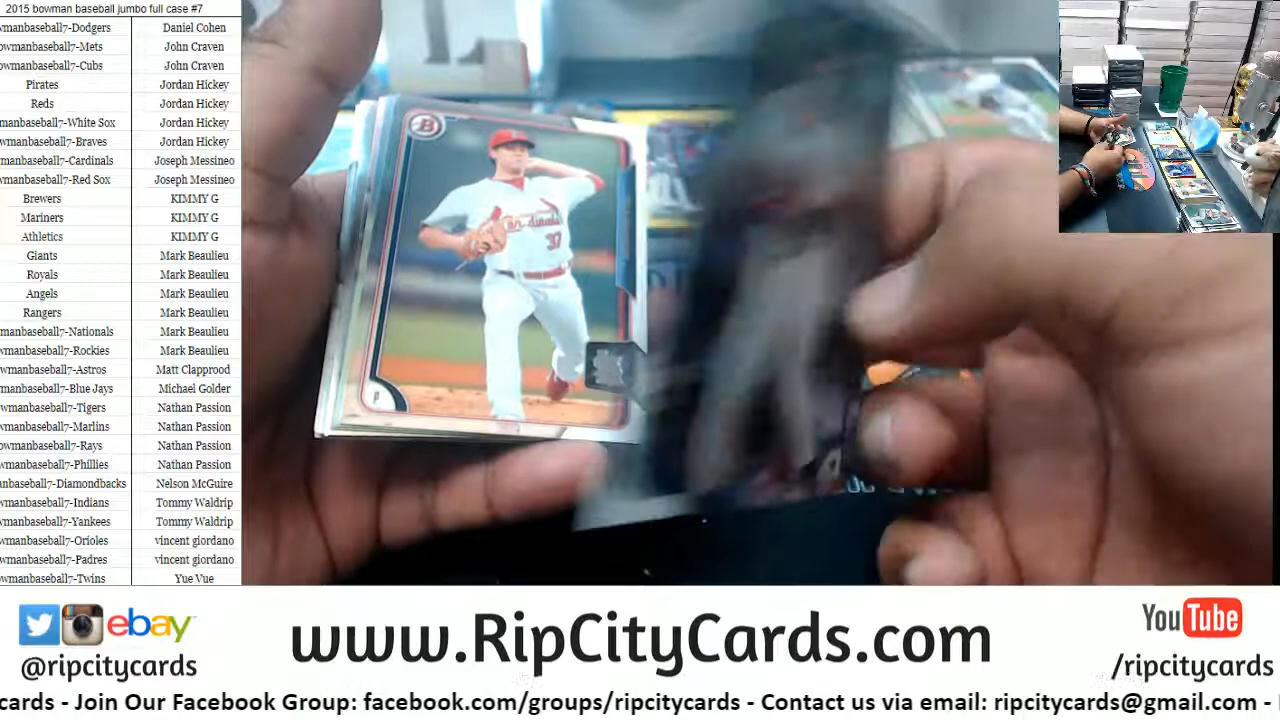 2015 bowman baseball jumbo full case #7
wmanbaseball7-Dodgers Daniel Cohen
owmanbaseball7-Mets John Craven
owmanbaseball7-Cubs John Craven
Pirates Jordan Hickey
Reds Jordan Hickey
manbaseball7-White Sox Jordan Hickey
wmanbaseball7-Braves Jordan Hickey
manbaseball7-Cardinals Joseph Messineo
manbaseball7-Red Sox Joseph Messineo
Brewers KIMMY G
Mariners KIMMY G
Athletics KIMMY G
Giants Mark Beaulieu
Royals Mark Beaulieu
Angels Mark Beaulieu
Rangers Mark Beaulieu
manbaseball7-Nationals Mark Beaulieu
wmanbaseball7-Rockies Mark Beaulieu
owmanbaseball7-Astros Matt Clapprood
manbaseball7-Blue Jays Michael Golder
owmanbaseball7-Tigers Nathan Passion
wmanbaseball7-Marlins Nathan Passion
owmanbaseball7-Rays Nathan Passion
wmanbaseball7-Phillies Nathan Passion
anbaseball7-Diamondbacks Nelson McGuire
wmanbaseball7-Indians Tommy Waldrip
wmanbaseball7-Yankees Tommy Waldrip
wmanbaseball7-Orioles vincent giordano
wmanbaseball7-Padres vincent giordano
owmanbaseball7-Twins Yue Vue
B
Cardinals
37
P
ebay
@ripcitycards
www.RipCityCards.com
YouTube
/ripcitycards
cards - Join Our Facebook Group: facebook.com/groups/ripcitycards - Contact us via email: ripcitycards@gmail.com -